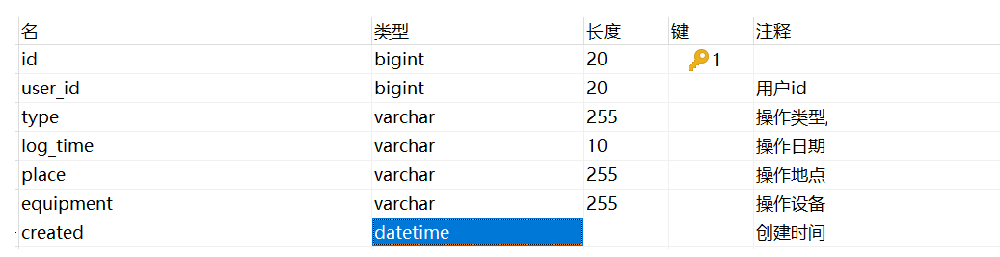 名 类型 长度 键 注释
id bigint 20 1
user_id bigint 20 用户id
type varchar 255 操作类型,
log_time varchar 10 操作日期
place varchar 255 操作地点
equipment varchar 255 操作设备
created datetime 创建时间